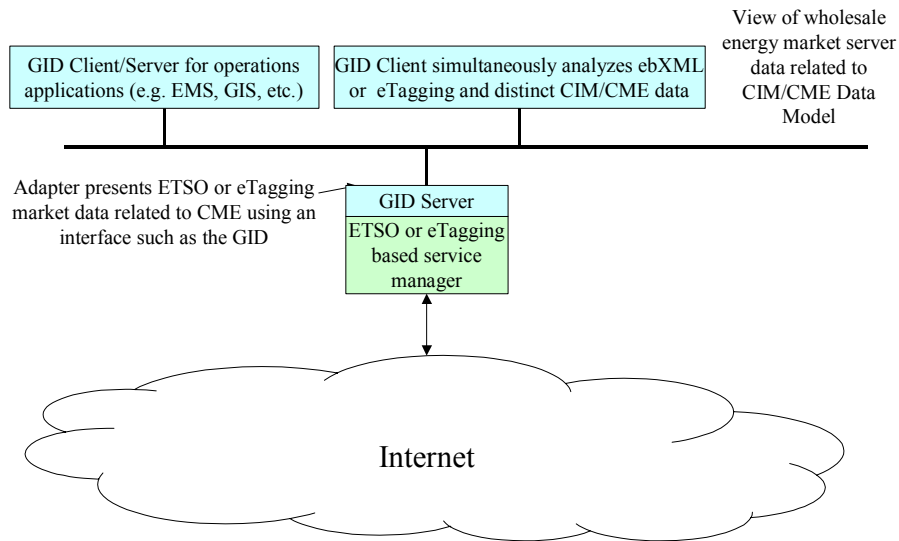 View of wholesale
energy market server
data related to
CIM/CME Data
Model
GID Client/Server for operations
applications (e.g. EMS, GIS, etc.)
GID Client simultaneously analyzes ebXML
or eTagging and distinct CIM/CME data
Adapter presents ETSO or eTagging
market data related to CME using an
interface such as the GID
GID Server
ETSO or eTagging
based service
manager
Internet